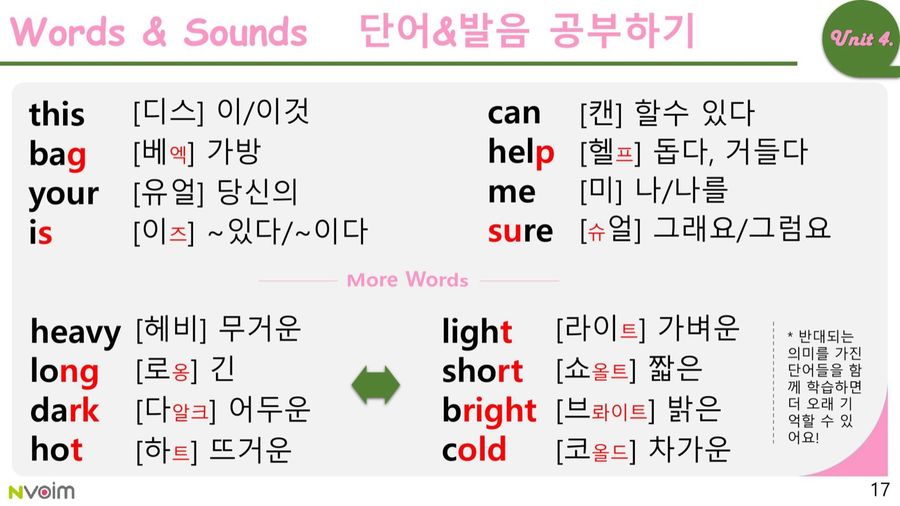 Words & Sounds 단어&발음 공부하기
Unit 4.
this [디스] 이/이것
bag [베엑] 가방
your [유얼] 당신의
is [이즈] ~있다/~이다
can [캔] 할수 있다
help [헬프] 돕다, 거들다
me [미] 나/나를
sure [슈얼] 그래요/그럼요
More Words
heavy [헤비] 무거운
long [로옹] 긴
dark [다알크] 어두운
hot [하트] 뜨거운
light [라이트] 가벼운
short [쇼올트] 짧은
bright [브롸이트] 밝은
cold [코올드] 차가운
* 반대되는
의미를 가진
단어들을 함
께 학습하면
더 오래 기
억할 수 있
어요!
Nvoim
17